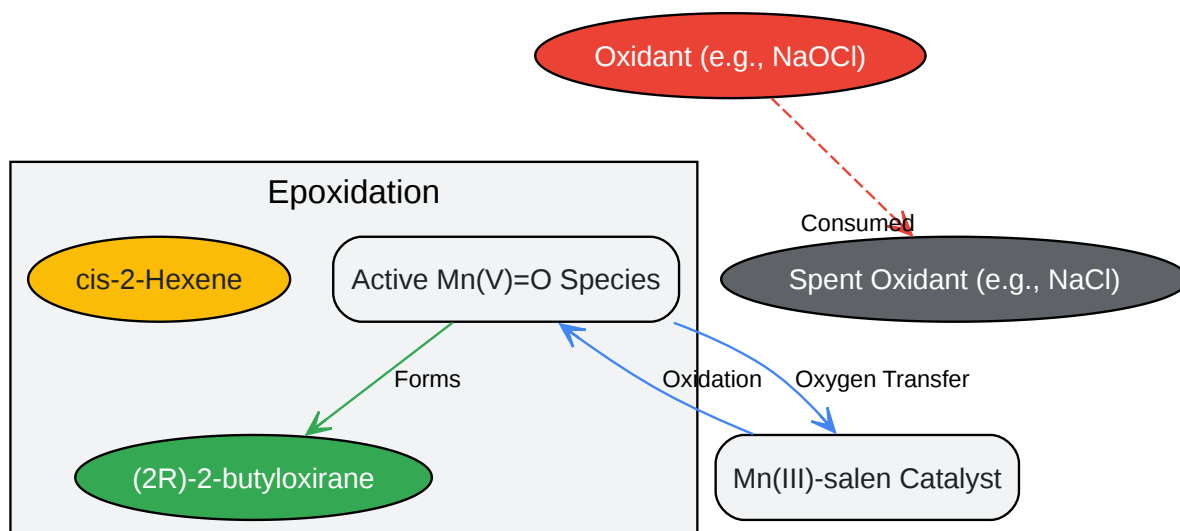 Oxidant (e.g., NaOCl)
Epoxidation
Consumed
cis-2-Hexene
Active Mn(V)=O Species
Spent Oxidant (e.g., NaCl)
Forms
Oxidation
Oxygen Transfer
(2R)-2-butyloxirane
Mn(III)-salen Catalyst